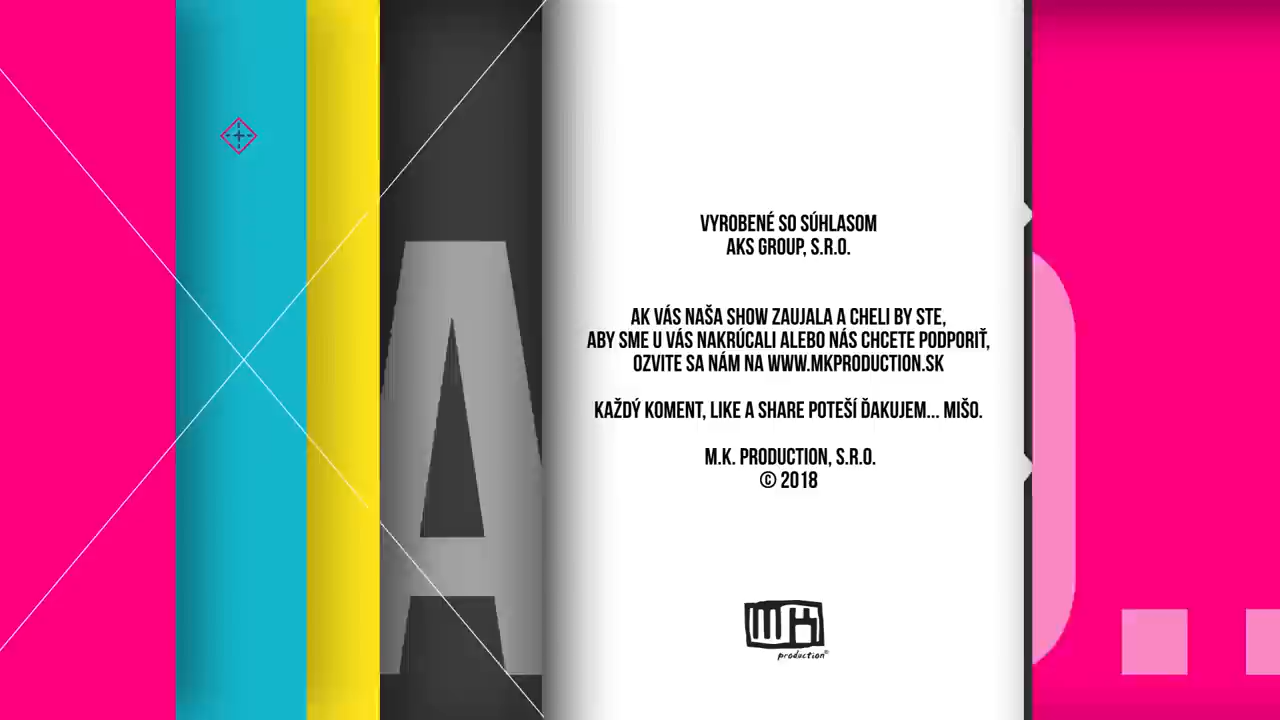 VYROBENÉ SO SÚHLASOM
AKS GROUP, S.R.O.
AK VÁS NAŠA SHOW ZAUJALA A CHELI BY STE,
ABY SME U VÁS NAKRÚCALI ALEBO NÁS CHCETE PODPORIŤ,
OZVITE SA NÁM NA WWW.MKPRODUCTION.SK
KAŽDÝ KOMENT, LIKE A SHARE POTEŠÍ ĎAKUJEM... MIŠO.
M.K. PRODUCTION, S.R.O.
© 2018
MK
production®
A